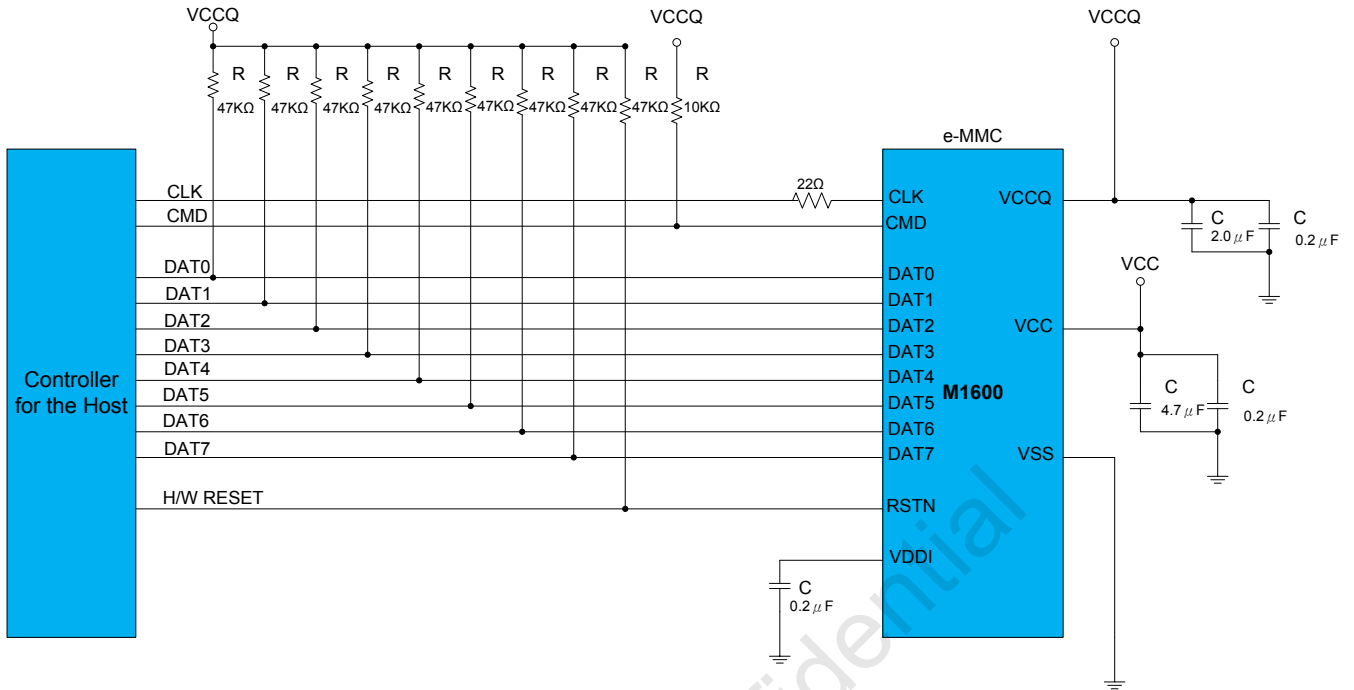 VCCQ
VCCQ
VCCQ
R R R R R R R R R R
47KΩ 47KΩ 47KΩ 47KΩ 47KΩ 47KΩ 47KΩ 47KΩ 47KΩ 10KΩ
e-MMC
CLK 22Ω CLK VCCQ
CMD CMD
C 2.0μF C 0.2μF
DAT0 DAT0 VCC
DAT1 DAT1
DAT2 DAT2 VCC
DAT3 DAT3
DAT4 DAT4
Controller
for the Host
M1600
C 4.7μF C 0.2μF
DAT5 DAT5
DAT6 DAT6
DAT7 DAT7 VSS
H/W RESET RSTN
VDDI
C 0.2μF